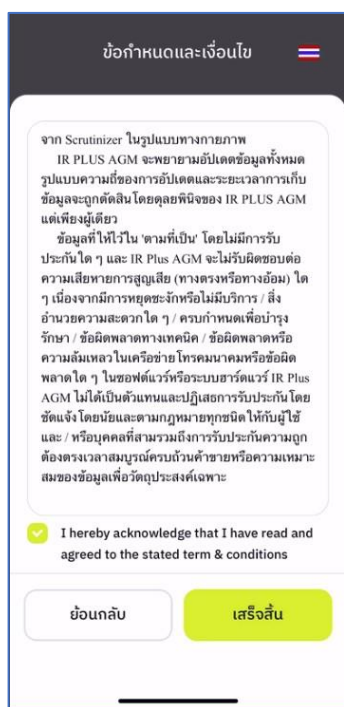 ข้อกำหนดและเงื่อนไข
จาก Scrutinizer ในรูปแบบทางกายภาพ
IR PLUS AGM จะพยายามอัปเดตข้อมูลทั้งหมด
รูปแบบความถี่ของการอัปเดตและระยะเวลาการเก็บ
ข้อมูลจะถูกตัดสินโดยดุลยพินิจของ IR PLUS AGM
แต่เพียงผู้เดียว
ข้อมูลที่ให้ไว้ใน 'ตามที่เป็น' โดยไม่มีการรับ
ประกันใด ๆ และ IR Plus AGM จะไม่รับผิดชอบต่อ
ความเสียหายการสูญเสีย (ทางตรงหรือทางอ้อม) ใด
ๆ เนื่องจากมีการหยุดชะงักหรือไม่มีบริการ / สิ่ง
อำนวยความสะดวกใด ๆ / ครบกำหนดเพื่อบำรุง
รักษา / ข้อผิดพลาดทางเทคนิค / ข้อผิดพลาดหรือ
ความล้มเหลวในเครือข่ายโทรคมนาคมหรือข้อผิด
พลาดใด ๆ ในซอฟต์แวร์หรือระบบฮาร์ดแวร์ IR Plus
AGM ไม่ได้เป็นตัวแทนและปฏิเสธการรับประกันโดย
ชัดแจ้งโดยนัยและตามกฎหมายทุกชนิดให้กับผู้ใช้
และ / หรือบุคคลที่สามรวมถึงการรับประกันความถูก
ต้องตรงเวลาสมบูรณ์ครบถ้วนค้าขายหรือความเหมาะ
สมของข้อมูลเพื่อวัตถุประสงค์เฉพาะ
I hereby acknowledge that I have read and
agreed to the stated term & conditions
ย้อนกลับ
เสร็จสิ้น